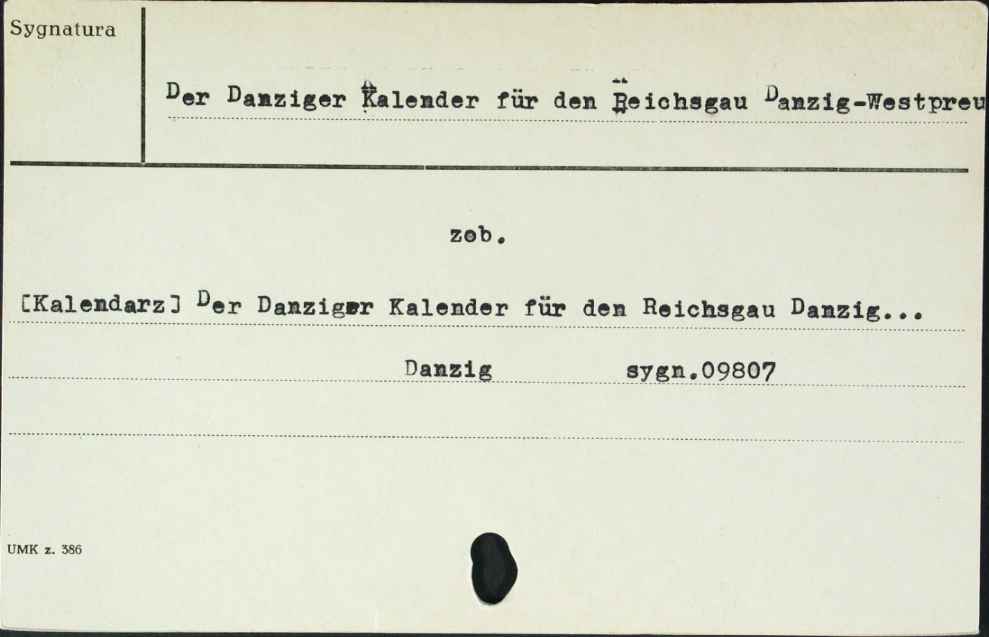 Sygnatura
Der Danziger Kalender für den Reichsgau Danzig-Westpreu
zob.
[Kalendarz] Der Danziger Kalender für den Reichsgau Danzig...
Danzig sygn.09807
UMK z. 386